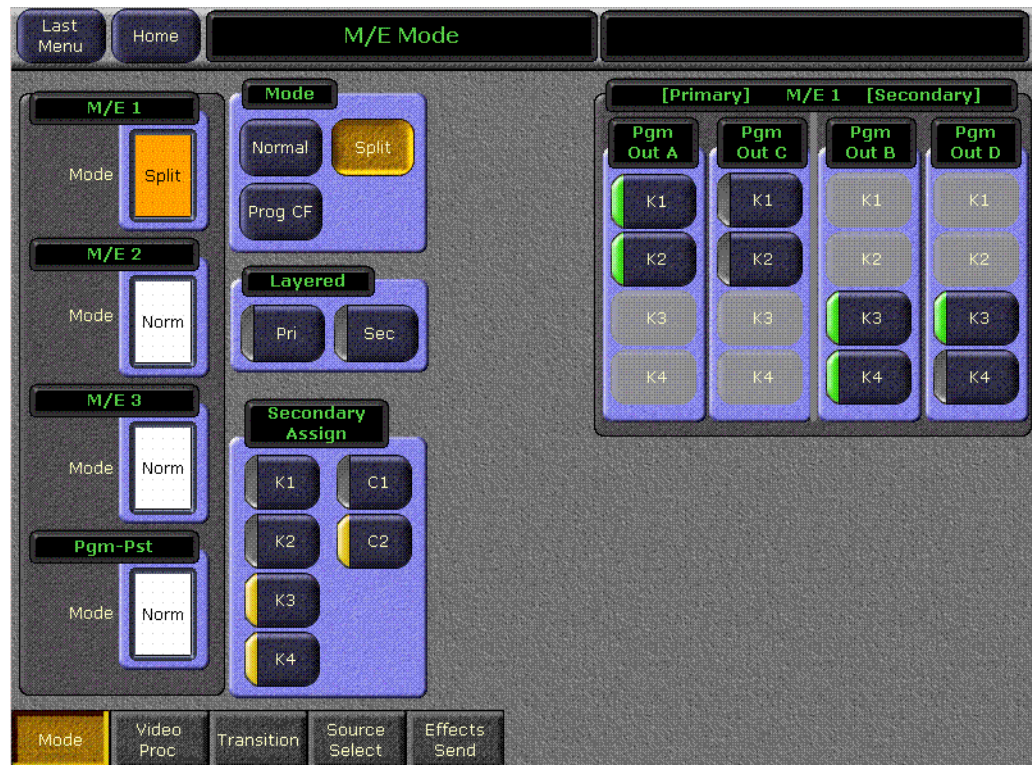 Last
Menu
Home
M/E Mode
M/E 1
Mode
Split
M/E 2
Mode
Norm
M/E 3
Mode
Norm
Pgm-Pst
Mode
Norm
Mode
Normal
Split
Prog CF
Layered
Pri
Sec
Secondary
Assign
K1
C1
K2
C2
K3
K4
[Primary] M/E 1 [Secondary]
Pgm
Out A
Pgm
Out C
Pgm
Out B
Pgm
Out D
K1
K1
K1
K1
K2
K2
K2
K2
K3
K3
K3
K3
K4
K4
K4
K4
Mode
Video
Proc
Transition
Source
Select
Effects
Send